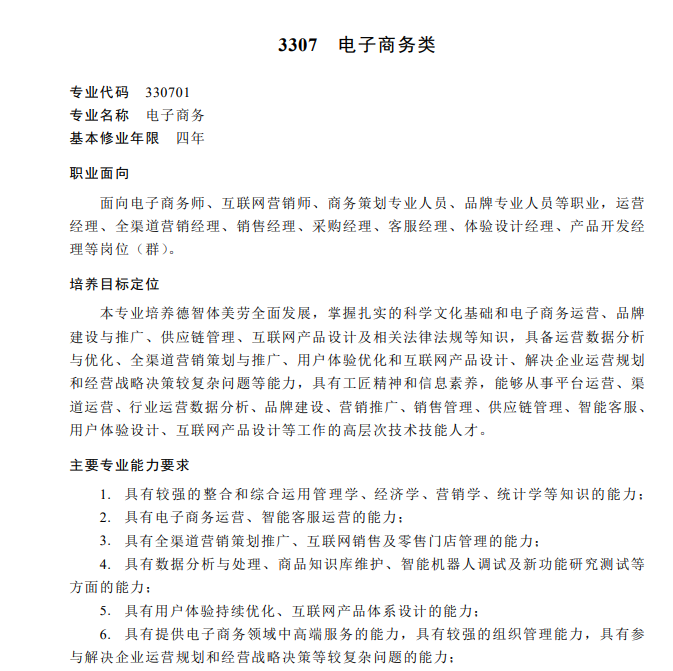 3307 电子商务类
专业代码 330701
专业名称 电子商务
基本修业年限 四年
职业面向
面向电子商务师、互联网营销师、商务策划专业人员、品牌专业人员等职业，运营
经理、全渠道营销经理、销售经理、采购经理、客服经理、体验设计经理、产品开发经
理等岗位（群）。
培养目标定位
本专业培养德智体美劳全面发展，掌握扎实的科学文化基础和电子商务运营、品牌
建设与推广、供应链管理、互联网产品设计及相关法律法规等知识，具备运营数据分析
与优化、全渠道营销策划与推广、用户体验优化和互联网产品设计、解决企业运营规划
和经营战略决策较复杂问题等能力，具有工匠精神和信息素养，能够从事平台运营、渠
道运营、行业运营数据分析、品牌建设、营销推广、销售管理、供应链管理、智能客服、
用户体验设计、互联网产品设计等工作的高层次技术技能人才。
主要专业能力要求
1. 具有较强的整合和综合运用管理学、经济学、营销学、统计学等知识的能力；
2. 具有电子商务运营、智能客服运营的能力；
3. 具有全渠道营销策划推广、互联网销售及零售门店管理的能力；
4. 具有数据分析与处理、商品知识库维护、智能机器人调试及新功能研究测试等
方面的能力；
5. 具有用户体验持续优化、互联网产品体系设计的能力；
6. 具有提供电子商务领域中高端服务的能力，具有较强的组织管理能力，具有参
与解决企业运营规划和经营战略决策等较复杂问题的能力；